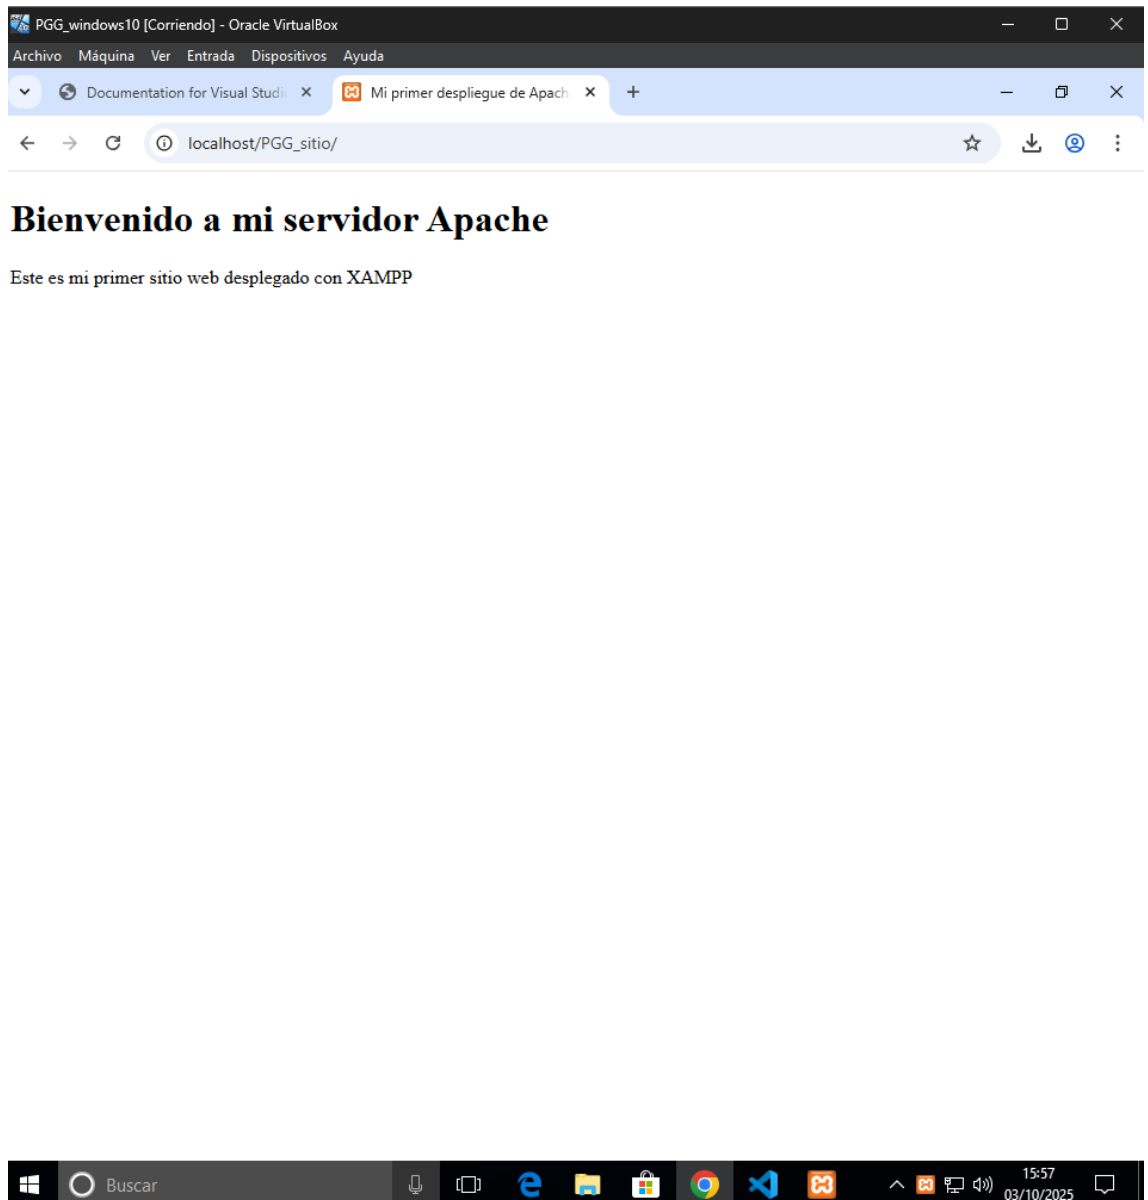 PGG_windows10 [Corriendo] - Oracle VirtualBox
Archivo Máquina Ver Entrada Dispositivos Ayuda
Documentation for Visual Studi
Mi primer despliegue de Apach
localhost/PGG_sitio/
Bienvenido a mi servidor Apache
Este es mi primer sitio web desplegado con XAMPP
Buscar
15:57
03/10/2025